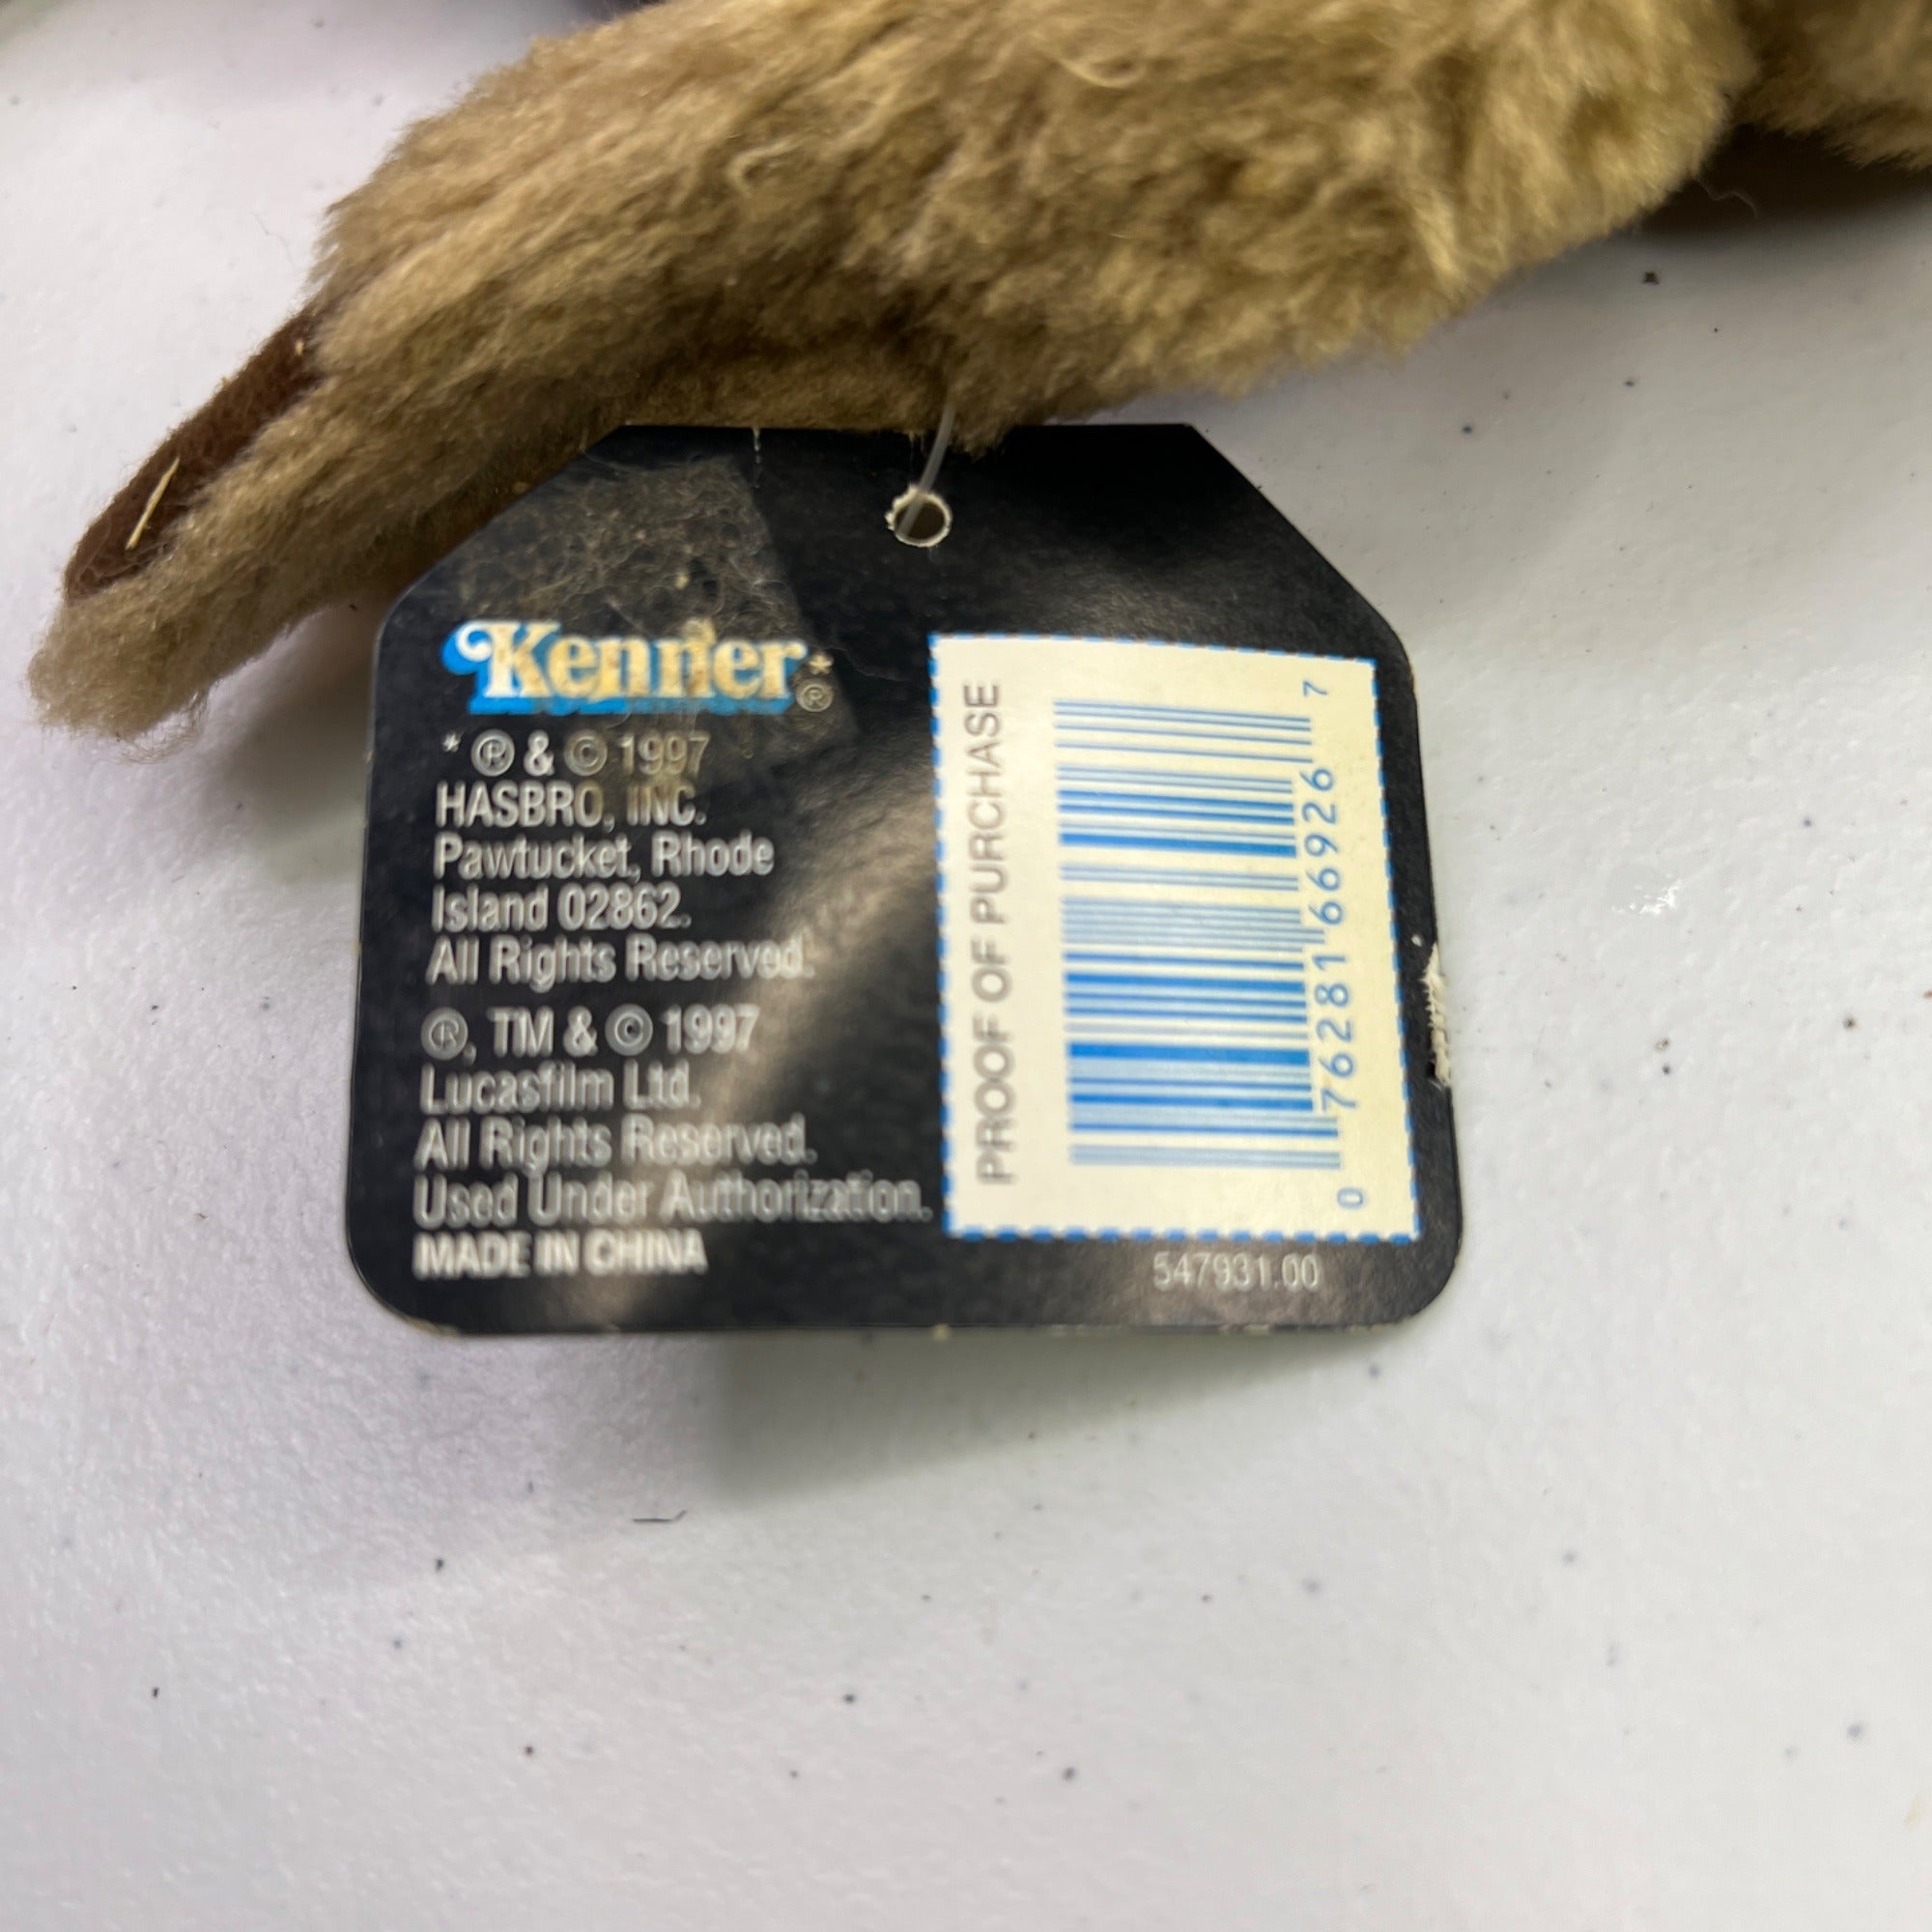 Kenner*®
* ® & © 1997
HASBRO, INC.
Pawtucket, Rhode
Island 02862.
All Rights Reserved.
®, TM & © 1997
Lucasfilm Ltd.
All Rights Reserved.
Used Under Authorization.
MADE IN CHINA
PROOF OF PURCHASE
0 76281 66926 7
547931.00